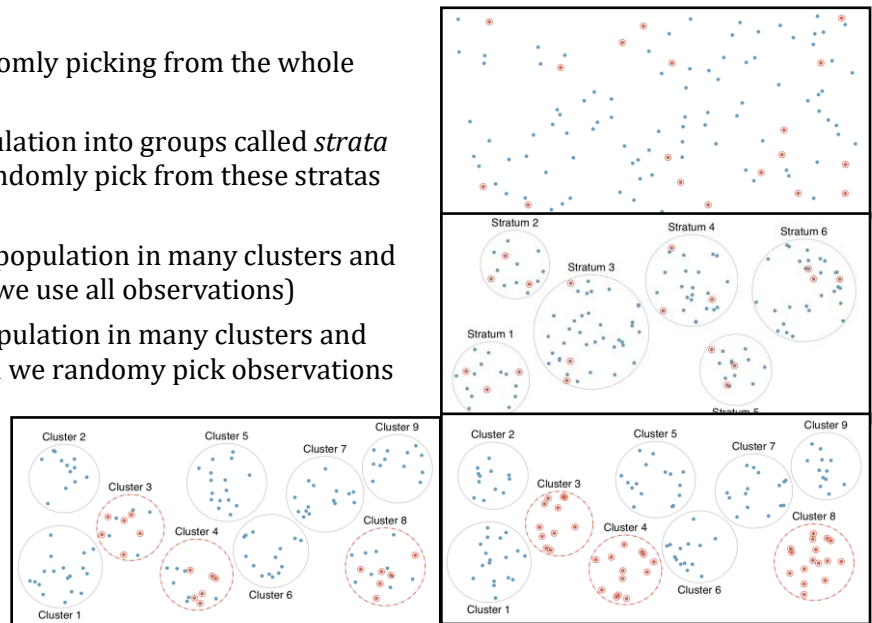 omly picking from the whole
ulation into groups called strata
ndomly pick from these stratas
population in many clusters and
we use all observations)
pulation in many clusters and
we randomy pick observations
Stratum 2
Stratum 4
Stratum 6
Stratum 3
Stratum 1
Stratum 5
Cluster 2
Cluster 5
Cluster 9
Cluster 7
Cluster 3
Cluster 4
Cluster 8
Cluster 6
Cluster 1
Cluster 2
Cluster 5
Cluster 9
Cluster 7
Cluster 3
Cluster 4
Cluster 8
Cluster 6
Cluster 1